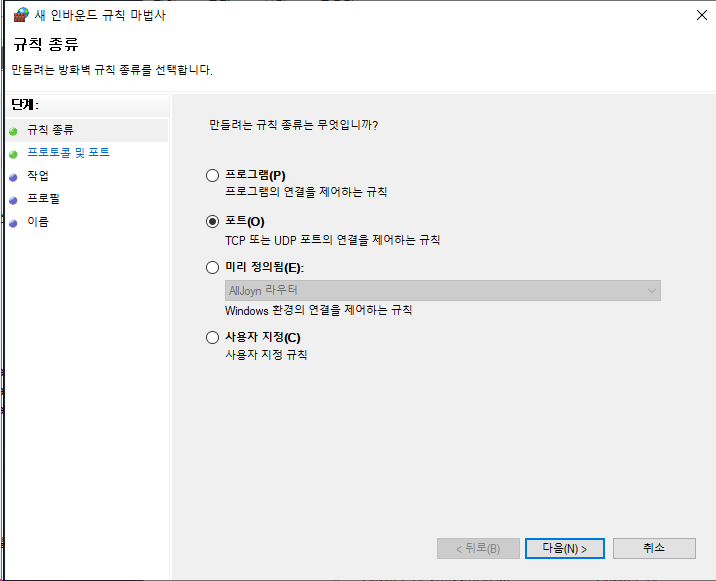 새 인바운드 규칙 마법사
규칙 종류
만들려는 방화벽 규칙 종류를 선택합니다.
단계:
규칙 종류
프로토콜 및 포트
작업
프로필
이름
만들려는 규칙 종류는 무엇입니까?
프로그램(P)
프로그램의 연결을 제어하는 규칙
포트(O)
TCP 또는 UDP 포트의 연결을 제어하는 규칙
미리 정의됨(E):
AllJoyn 라우터
Windows 환경의 연결을 제어하는 규칙
사용자 지정(C)
사용자 지정 규칙
< 뒤로(B)
다음(N) >
취소